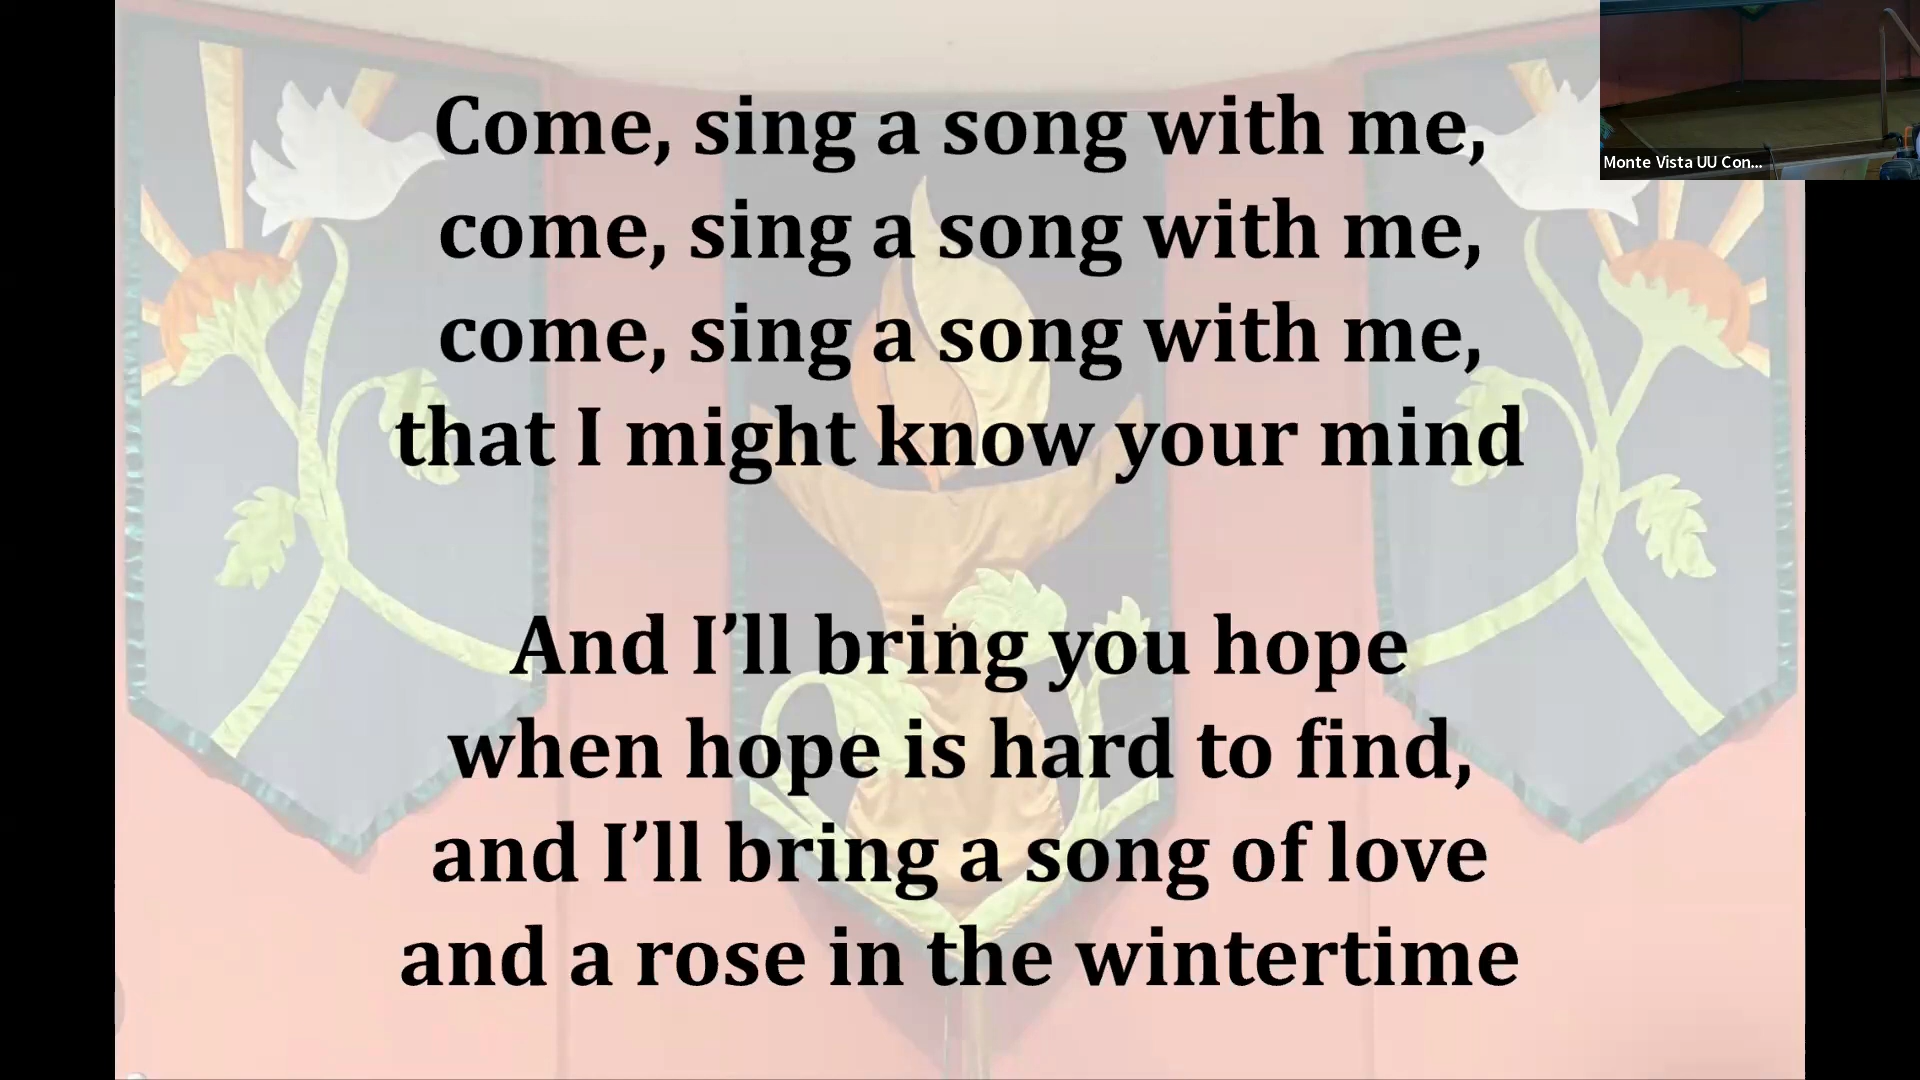 Come, sing a song with me,
come, sing a song with me,
come, sing a song with me,
that I might know your mind
And I’ll bring you hope
when hope is hard to find,
and I’ll bring a song of love
and a rose in the wintertime
Monte Vista UU Con...